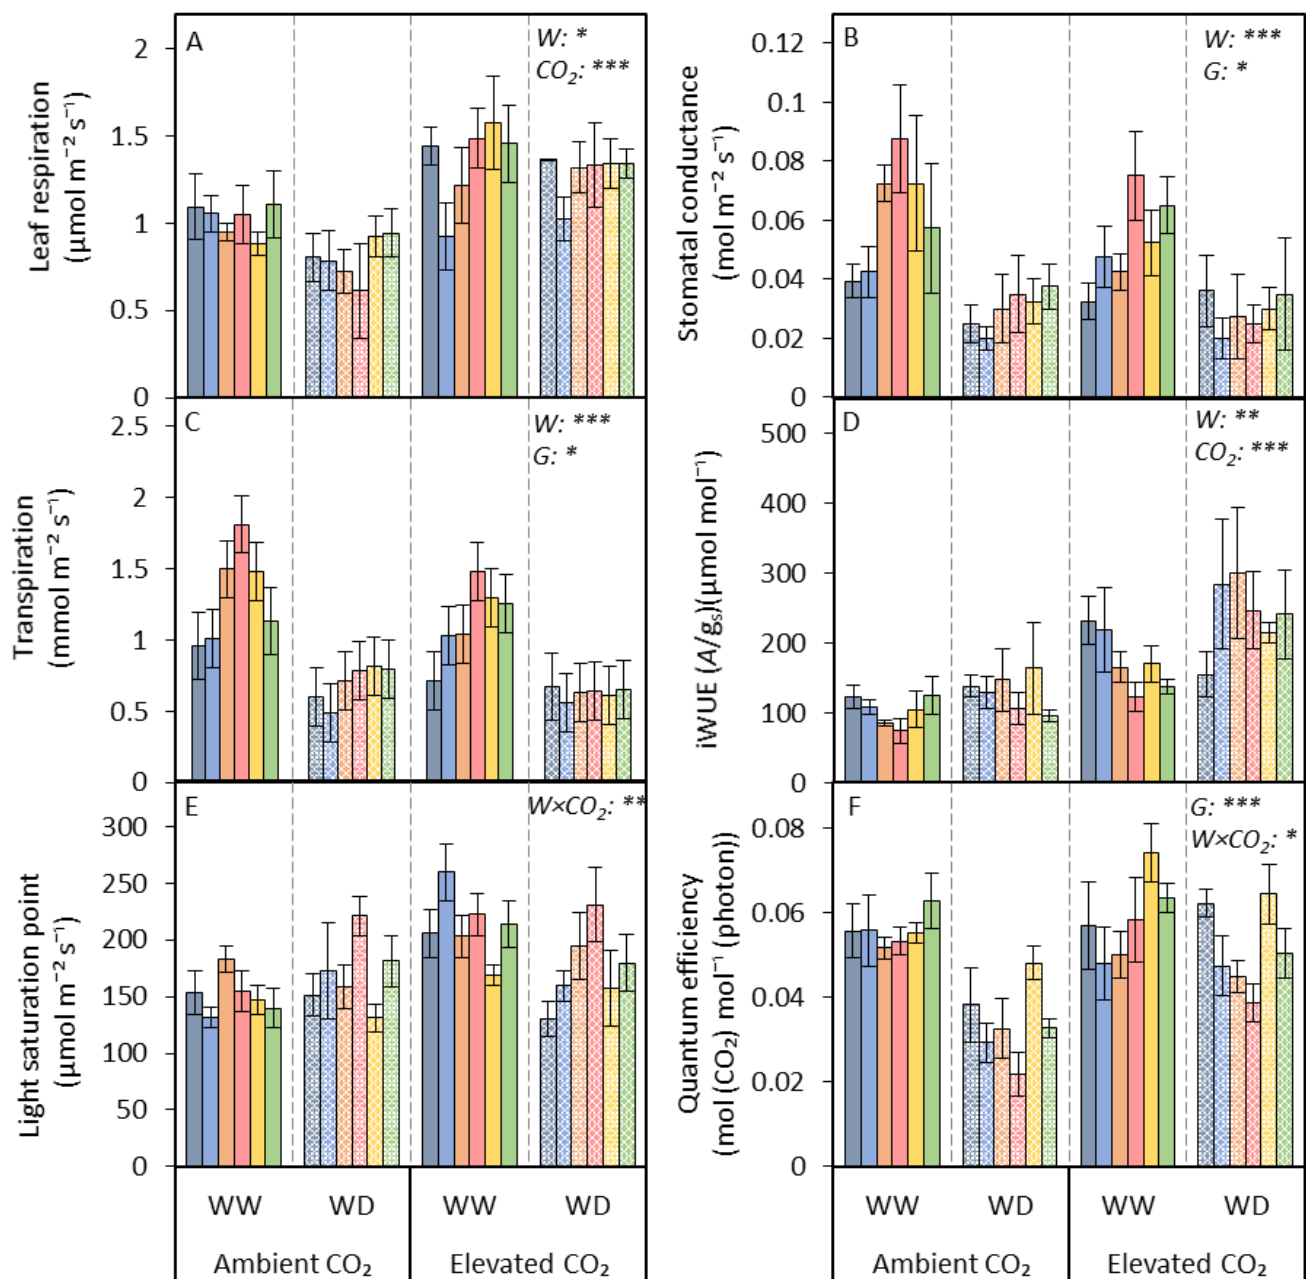 A
W: *
CO₂: ***
Leaf respiration
(µmol m⁻² s⁻¹)
2
1.5
1
0.5
0
B
W: ***
G: *
Stomatal conductance
(mol m⁻² s⁻¹)
0.12
0.1
0.08
0.06
0.04
0.02
0
C
W: ***
G: *
Transpiration
(mmol m⁻² s⁻¹)
2.5
2
1.5
1
0.5
0
D
W: **
CO₂: ***
iWUE (A/gₛ)(µmol mol⁻¹)
500
400
300
200
100
0
E
W×CO₂: **
Light saturation point
(µmol m⁻² s⁻¹)
300
250
200
150
100
50
0
F
G: ***
W×CO₂: *
Quantum efficiency
(mol (CO₂) mol⁻¹ (photon))
0.08
0.06
0.04
0.02
0
WW WD WW WD
Ambient CO₂ Elevated CO₂
WW WD WW WD
Ambient CO₂ Elevated CO₂